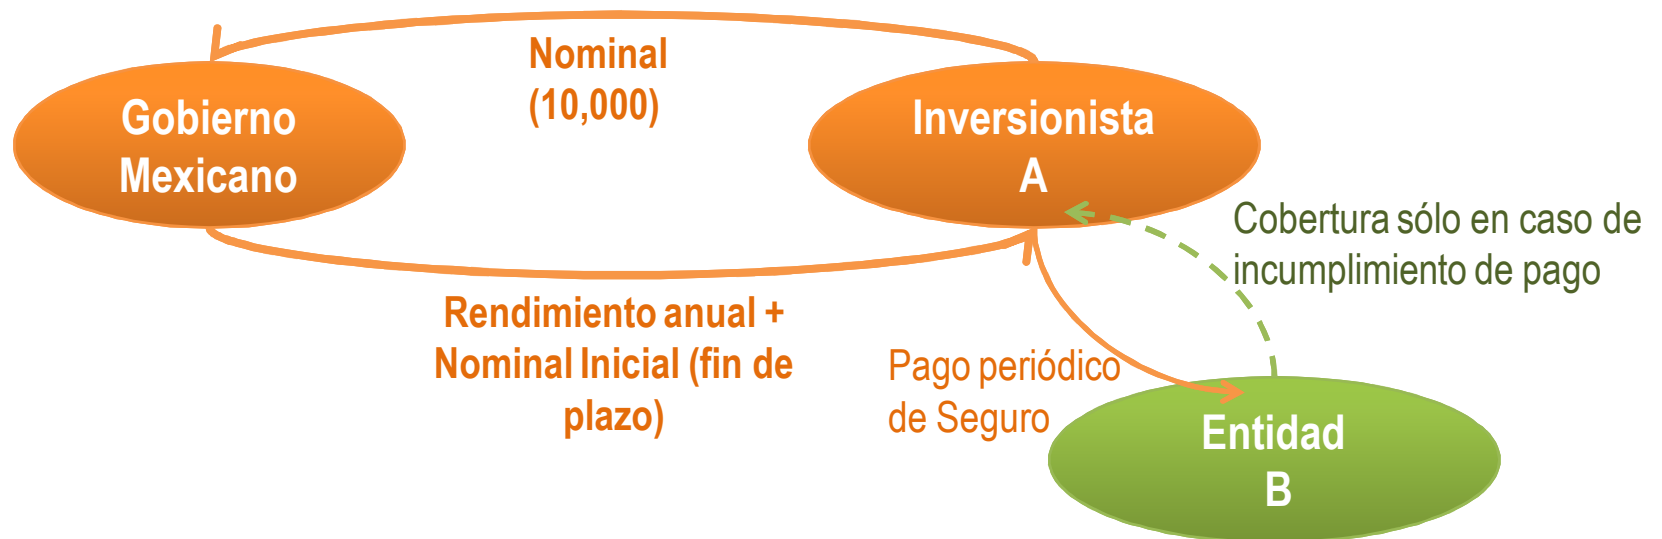 Nominal
(10,000)
Gobierno
Mexicano
Inversionista
A
Cobertura sólo en caso de
incumplimiento de pago
Rendimiento anual +
Nominal Inicial (fin de
plazo)
Pago periódico
de Seguro
Entidad
B